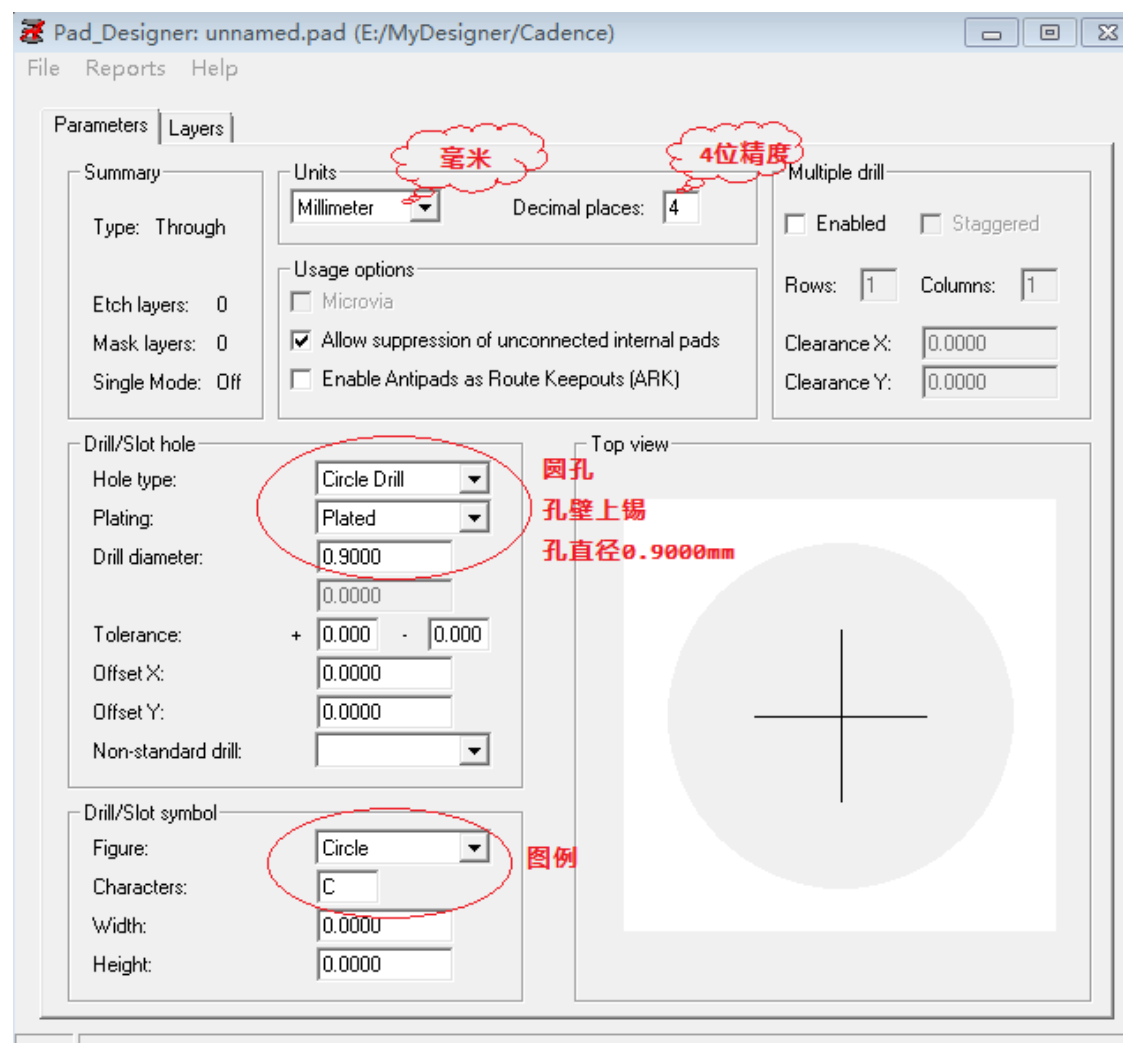 Pad_Designer: unnamed.pad (E:/MyDesigner/Cadence)
File Reports Help
Parameters Layers
Summary
Type: Through
Etch layers: 0
Mask layers: 0
Single Mode: Off
Units
毫米
4位精度
Millimeter
Decimal places: 4
Usage options
Microvia
Allow suppression of unconnected internal pads
Enable Antipads as Route Keepouts (ARK)
Multiple drill
Enabled Staggered
Rows: 1 Columns: 1
Clearance X: 0.0000
Clearance Y: 0.0000
Drill/Slot hole
Hole type: Circle Drill
Plating: Plated
Drill diameter: 0.9000
0.0000
Tolerance: + 0.000 - 0.000
Offset X: 0.0000
Offset Y: 0.0000
Non-standard drill:
圆孔
孔壁上锡
孔直径0.9000mm
Drill/Slot symbol
Figure: Circle
Characters: C
Width: 0.0000
Height: 0.0000
图例
Top view